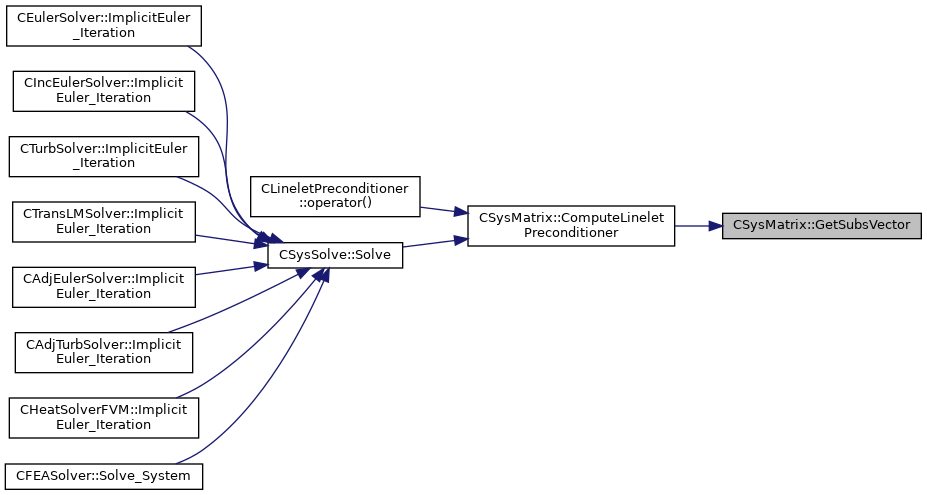 CEulerSolver::ImplicitEuler
_Iteration
CIncEulerSolver::Implicit
Euler_Iteration
CTurbSolver::ImplicitEuler
_Iteration
CTransLMSolver::Implicit
Euler_Iteration
CAdjEulerSolver::Implicit
Euler_Iteration
CAdjTurbSolver::Implicit
Euler_Iteration
CHeatSolverFVM::Implicit
Euler_Iteration
CFEASolver::Solve_System
CLineletPreconditioner
::operator()
CSysSolve::Solve
CSysMatrix::ComputeLinelet
Preconditioner
CSysMatrix::GetSubsVector